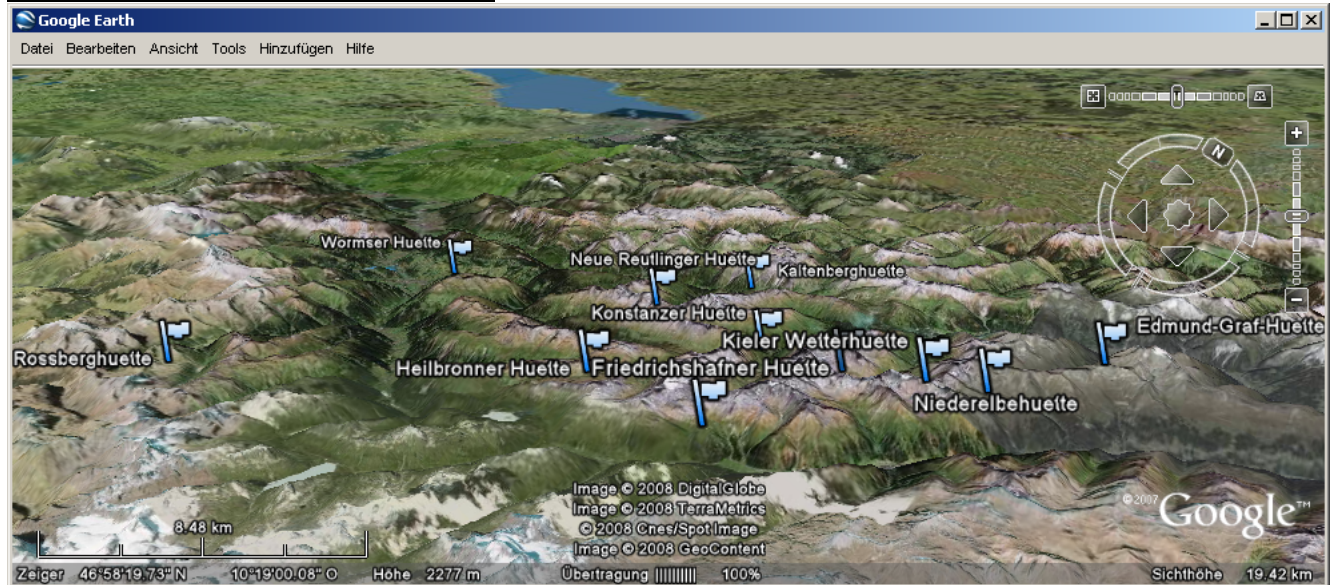 Google Earth
Datei Bearbeiten Ansicht Tools Hinzufügen Hilfe
N
Wormser Huette
Neue Reutlinger Huette
Kaltenberghuette
Konstanzer Huette
Edmund-Graf-Huette
Kieler Wetterhuette
Rossberghuette
Heilbronner Huette
Friedrichshafner Huette
Niederelbehuette
Image © 2008 DigitalGlobe
Image © 2008 TerraMetrics
© 2008 Cnes/Spot Image
Image © 2008 GeoContent
© 2007 Google™
8.48 km
Zeiger 46°58'19.73" N 10°19'00.08" O Höhe 2277 m Übertragung |||||||||| 100% Sichthöhe 19.42 km